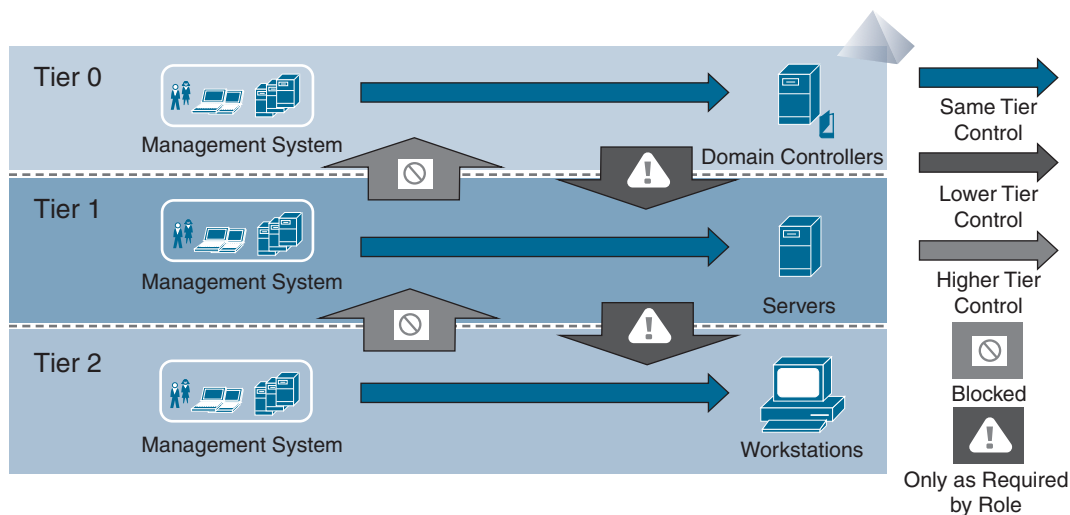 Tier 0
Management System
Domain Controllers
Tier 1
Management System
Servers
Tier 2
Management System
Workstations
Same Tier
Control
Lower Tier
Control
Higher Tier
Control
Blocked
Only as Required
by Role